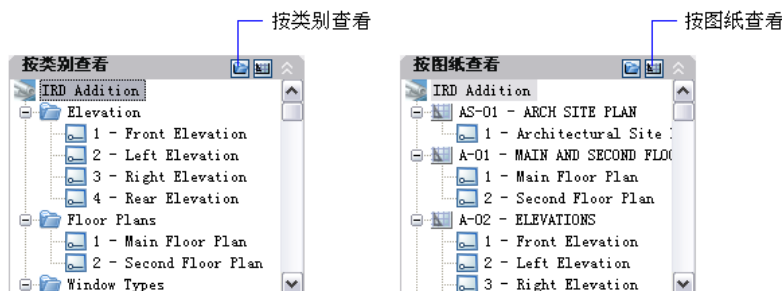 按类别查看
按图纸查看
按类别查看
IRD Addition
Elevation
1 - Front Elevation
2 - Left Elevation
3 - Right Elevation
4 - Rear Elevation
Floor Plans
1 - Main Floor Plan
2 - Second Floor Plan
Window Types
按图纸查看
IRD Addition
AS-01 - ARCH SITE PLAN
1 - Architectural Site
A-01 - MAIN AND SECOND FLOO
1 - Main Floor Plan
2 - Second Floor Plan
A-02 - ELEVATIONS
1 - Front Elevation
2 - Left Elevation
3 - Right Elevation